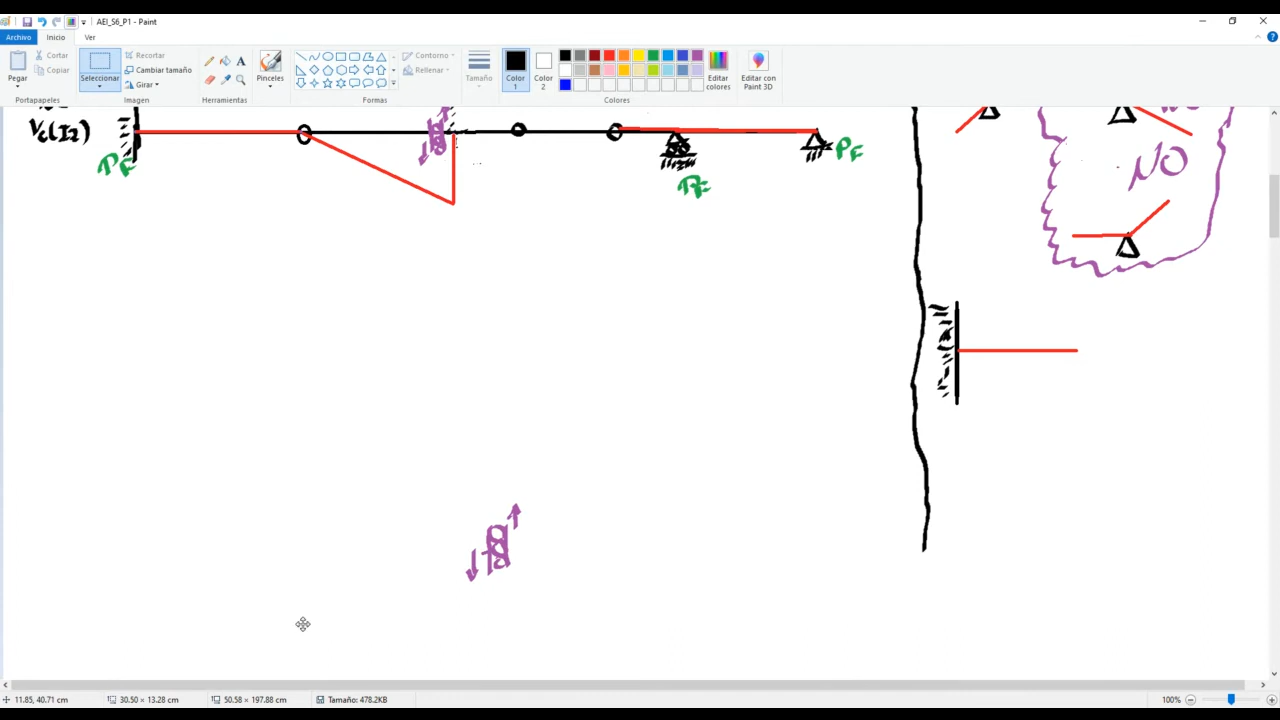 AEI_S6_P1 - Paint
Archivo Inicio Ver
Pegar
Cortar
Copiar
Portapapeles
Seleccionar
Recortar
Cambiar tamaño
Girar
Imagen
A
Herramientas
Pinceles
Contorno
Rellenar
Formas
Tamaño
Color 1
Color 2
Editar colores
Colores
Editar con Paint 3D
PF
PF
PF
NO
11.85, 40.71 cm
30.50 × 13.28 cm
50.58 × 197.88 cm
Tamaño: 478.2KB
100%